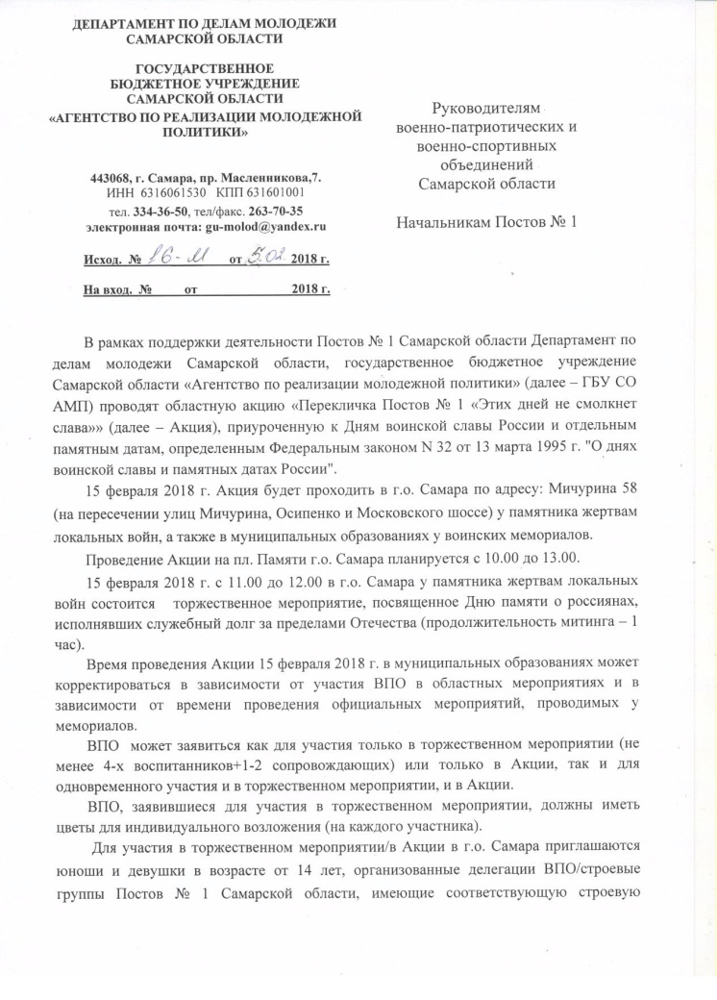 ДЕПАРТАМЕНТ ПО ДЕЛАМ МОЛОДЕЖИ
САМАРСКОЙ ОБЛАСТИ
ГОСУДАРСТВЕННОЕ
БЮДЖЕТНОЕ УЧРЕЖДЕНИЕ
САМАРСКОЙ ОБЛАСТИ
«АГЕНТСТВО ПО РЕАЛИЗАЦИИ МОЛОДЕЖНОЙ
ПОЛИТИКИ»
443068, г. Самара, пр. Масленникова,7.
ИНН 6316061530 КПП 631601001
тел. 334-36-50, тел/факс. 263-70-35
электронная почта: gu-molod@yandex.ru
Исход. № 16-М от 5.02. 2018 г.
На вход. № от 2018 г.
Руководителям
военно-патриотических и
военно-спортивных
объединений
Самарской области
Начальникам Постов № 1
В рамках поддержки деятельности Постов № 1 Самарской области Департамент по
делам молодежи Самарской области, государственное бюджетное учреждение
Самарской области «Агентство по реализации молодежной политики» (далее – ГБУ СО
АМП) проводят областную акцию «Перекличка Постов № 1 «Этих дней не смолкнет
слава»» (далее – Акция), приуроченную к Дням воинской славы России и отдельным
памятным датам, определенным Федеральным законом N 32 от 13 марта 1995 г. "О днях
воинской славы и памятных датах России".
15 февраля 2018 г. Акция будет проходить в г.о. Самара по адресу: Мичурина 58
(на пересечении улиц Мичурина, Осипенко и Московского шоссе) у памятника жертвам
локальных войн, а также в муниципальных образованиях у воинских мемориалов.
Проведение Акции на пл. Памяти г.о. Самара планируется с 10.00 до 13.00.
15 февраля 2018 г. с 11.00 до 12.00 в г.о. Самара у памятника жертвам локальных
войн состоится торжественное мероприятие, посвященное Дню памяти о россиянах,
исполнявших служебный долг за пределами Отечества (продолжительность митинга – 1
час).
Время проведения Акции 15 февраля 2018 г. в муниципальных образованиях может
корректироваться в зависимости от участия ВПО в областных мероприятиях и в
зависимости от времени проведения официальных мероприятий, проводимых у
мемориалов.
ВПО может заявиться как для участия только в торжественном мероприятии (не
менее 4-х воспитанников+1-2 сопровождающих) или только в Акции, так и для
одновременного участия и в торжественном мероприятии, и в Акции.
ВПО, заявившиеся для участия в торжественном мероприятии, должны иметь
цветы для индивидуального возложения (на каждого участника).
Для участия в торжественном мероприятии/в Акции в г.о. Самара приглашаются
юноши и девушки в возрасте от 14 лет, организованные делегации ВПО/строевые
группы Постов № 1 Самарской области, имеющие соответствующую строевую